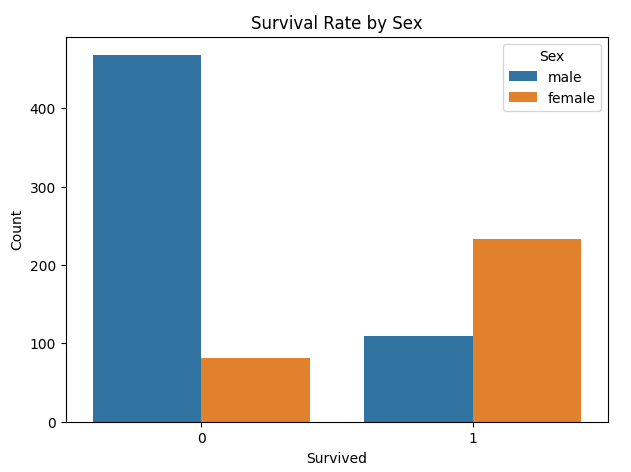 Survival Rate by Sex
Sex
male
female
400
300
200
100
0
Count
0 1
Survived